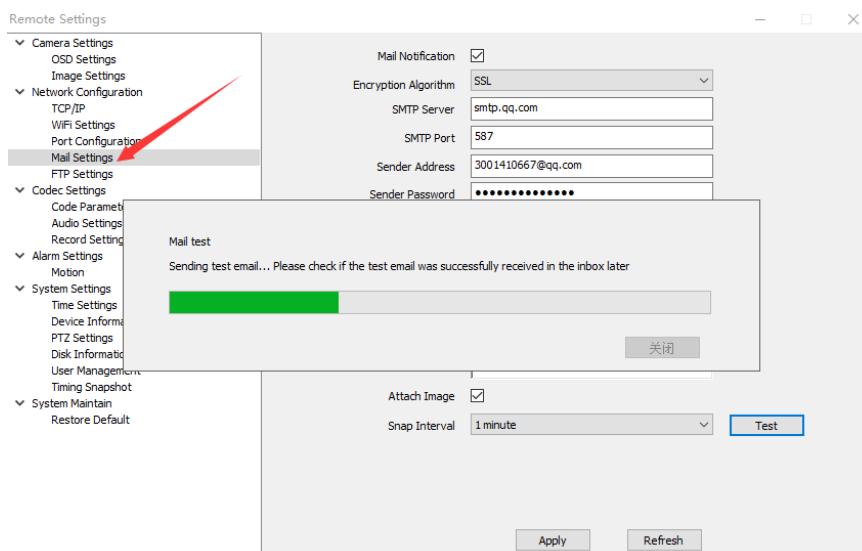 Remote Settings
Camera Settings
OSD Settings
Image Settings
Network Configuration
TCP/IP
WiFi Settings
Port Configuration
Mail Settings
FTP Settings
Codec Settings
Audio Settings
Alarm Settings
Motion
System Settings
Time Settings
PTZ Settings
User Management
Timing Snapshot
System Maintain
Restore Default
Mail Notification
Encryption Algorithm SSL
SMTP Server smtp.qq.com
SMTP Port 587
Sender Address 3001410667@qq.com
Sender Password ••••••••••••••
Mail test
Sending test email... Please check if the test email was successfully received in the inbox later
关闭
Attach Image
Snap Interval 1 minute Test
Apply Refresh